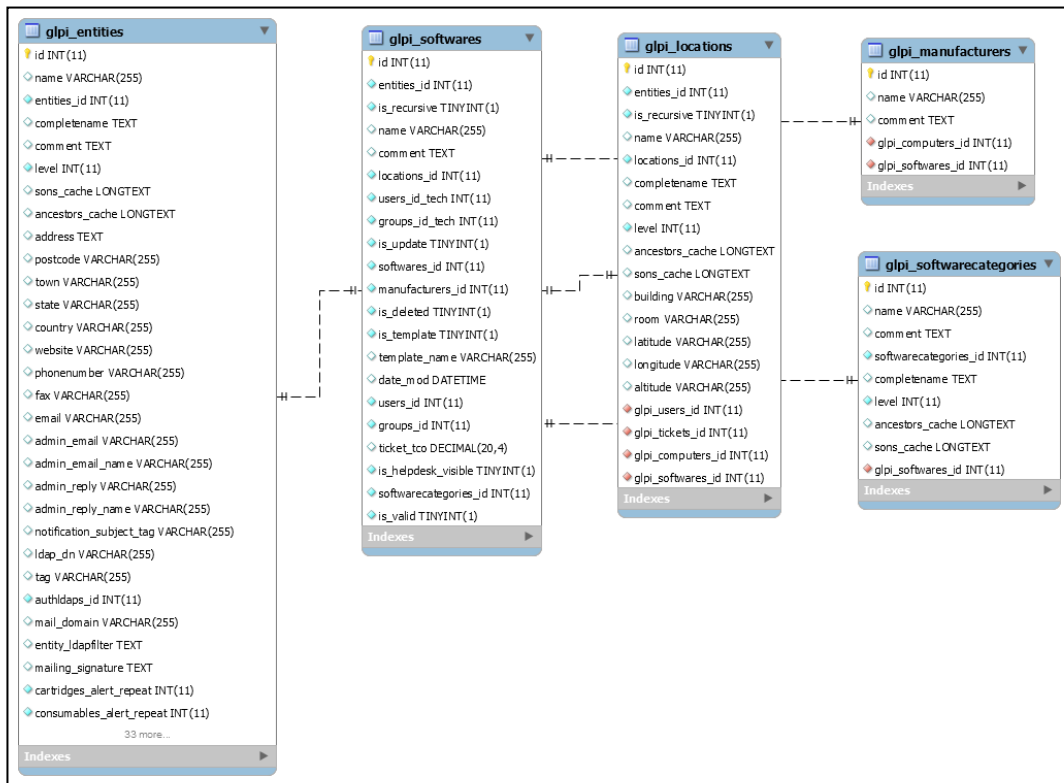 glpi_entities
id INT(11)
name VARCHAR(255)
entities_id INT(11)
completename TEXT
comment TEXT
level INT(11)
sons_cache LONGTEXT
ancestors_cache LONGTEXT
address TEXT
postcode VARCHAR(255)
town VARCHAR(255)
state VARCHAR(255)
country VARCHAR(255)
website VARCHAR(255)
phonenumber VARCHAR(255)
fax VARCHAR(255)
email VARCHAR(255)
admin_email VARCHAR(255)
admin_email_name VARCHAR(255)
admin_reply VARCHAR(255)
admin_reply_name VARCHAR(255)
notification_subject_tag VARCHAR(255)
ldap_dn VARCHAR(255)
tag VARCHAR(255)
authldaps_id INT(11)
mail_domain VARCHAR(255)
entity_ldapfilter TEXT
mailing_signature TEXT
cartridges_alert_repeat INT(11)
consumables_alert_repeat INT(11)
33 more...
Indexes
glpi_softwares
id INT(11)
entities_id INT(11)
is_recursive TINYINT(1)
name VARCHAR(255)
comment TEXT
locations_id INT(11)
users_id_tech INT(11)
groups_id_tech INT(11)
is_update TINYINT(1)
softwares_id INT(11)
manufacturers_id INT(11)
is_deleted TINYINT(1)
is_template TINYINT(1)
template_name VARCHAR(255)
date_mod DATETIME
users_id INT(11)
groups_id INT(11)
ticket_tco DECIMAL(20,4)
is_helpdesk_visible TINYINT(1)
softwarecategories_id INT(11)
is_valid TINYINT(1)
Indexes
glpi_locations
id INT(11)
entities_id INT(11)
is_recursive TINYINT(1)
name VARCHAR(255)
locations_id INT(11)
completename TEXT
comment TEXT
level INT(11)
ancestors_cache LONGTEXT
sons_cache LONGTEXT
building VARCHAR(255)
room VARCHAR(255)
latitude VARCHAR(255)
longitude VARCHAR(255)
altitude VARCHAR(255)
glpi_users_id INT(11)
glpi_tickets_id INT(11)
glpi_computers_id INT(11)
glpi_softwares_id INT(11)
Indexes
glpi_manufacturers
id INT(11)
name VARCHAR(255)
comment TEXT
glpi_computers_id INT(11)
glpi_softwares_id INT(11)
Indexes
glpi_softwarecategories
id INT(11)
name VARCHAR(255)
comment TEXT
softwarecategories_id INT(11)
completename TEXT
level INT(11)
ancestors_cache LONGTEXT
sons_cache LONGTEXT
glpi_softwares_id INT(11)
Indexes